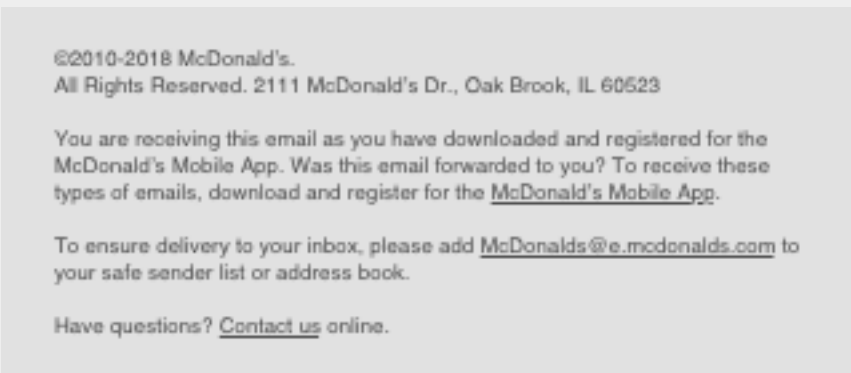 ©2010-2018 McDonald's.
All Rights Reserved. 2111 McDonald's Dr., Oak Brook, IL 60523
You are receiving this email as you have downloaded and registered for the
McDonald's Mobile App. Was this email forwarded to you? To receive these
types of emails, download and register for the McDonald's Mobile App.
To ensure delivery to your inbox, please add McDonalds@e.mcdonalds.com to
your safe sender list or address book.
Have questions? Contact us online.